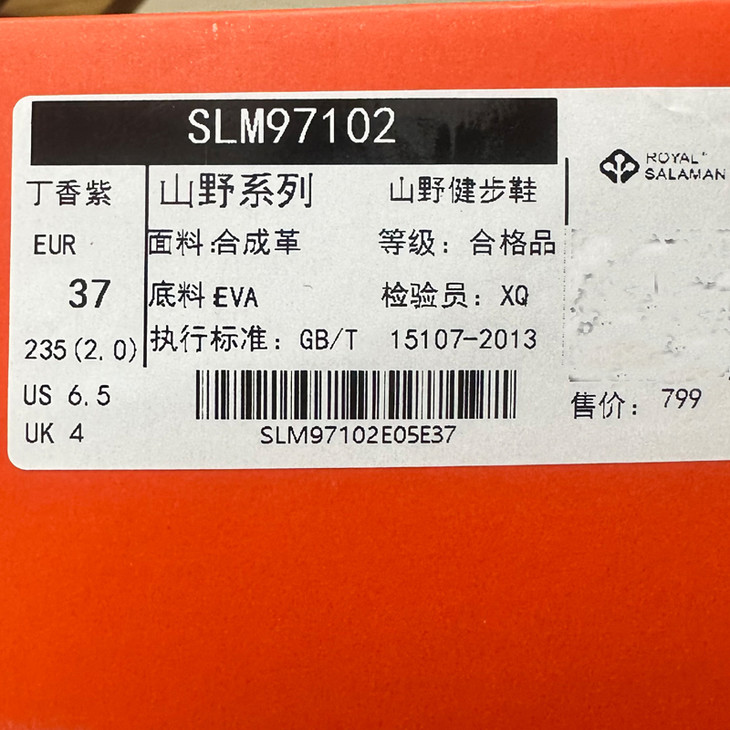 SLM97102
丁香紫
EUR
37
235(2.0)
US 6.5
UK 4
山野系列 山野健步鞋
面料:合成革 等级: 合格品
底料:EVA 检验员: XQ
执行标准: GB/T 15107-2013
SLM97102E05E37
ROYAL
SALAMAN
售价: 799